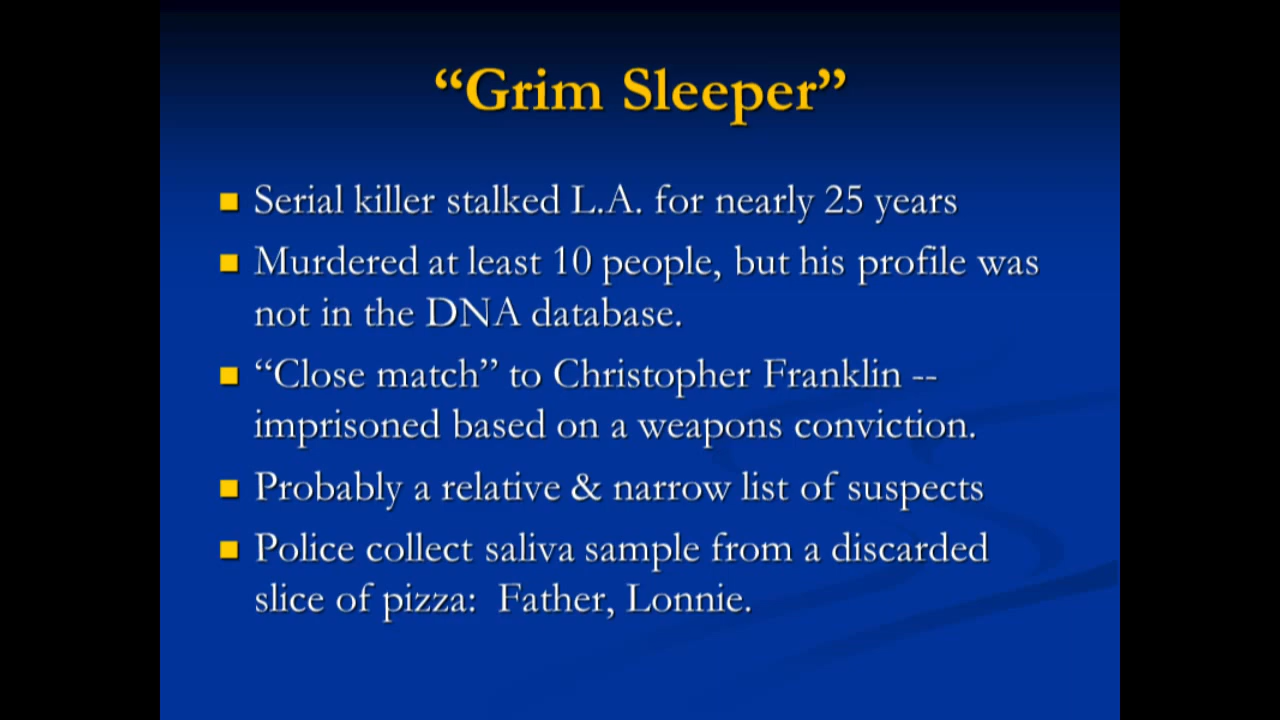 “Grim Sleeper”
Serial killer stalked L.A. for nearly 25 years
Murdered at least 10 people, but his profile was
not in the DNA database.
“Close match” to Christopher Franklin --
imprisoned based on a weapons conviction.
Probably a relative & narrow list of suspects
Police collect saliva sample from a discarded
slice of pizza:  Father, Lonnie.